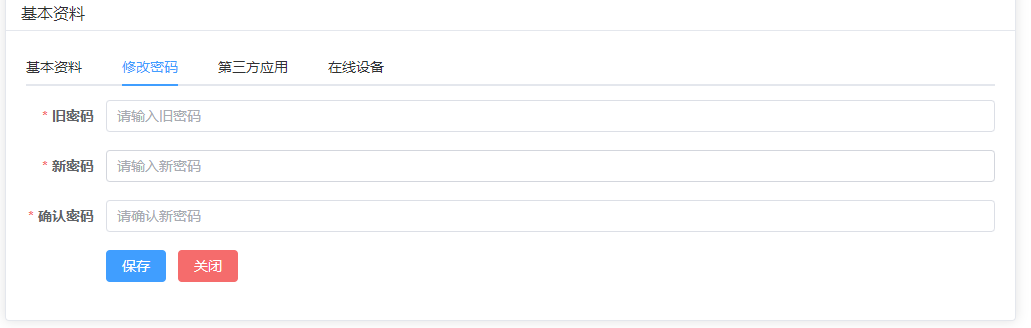 基本资料
基本资料 修改密码 第三方应用 在线设备
* 旧密码 请输入旧密码
* 新密码 请输入新密码
* 确认密码 请确认新密码
保存 关闭